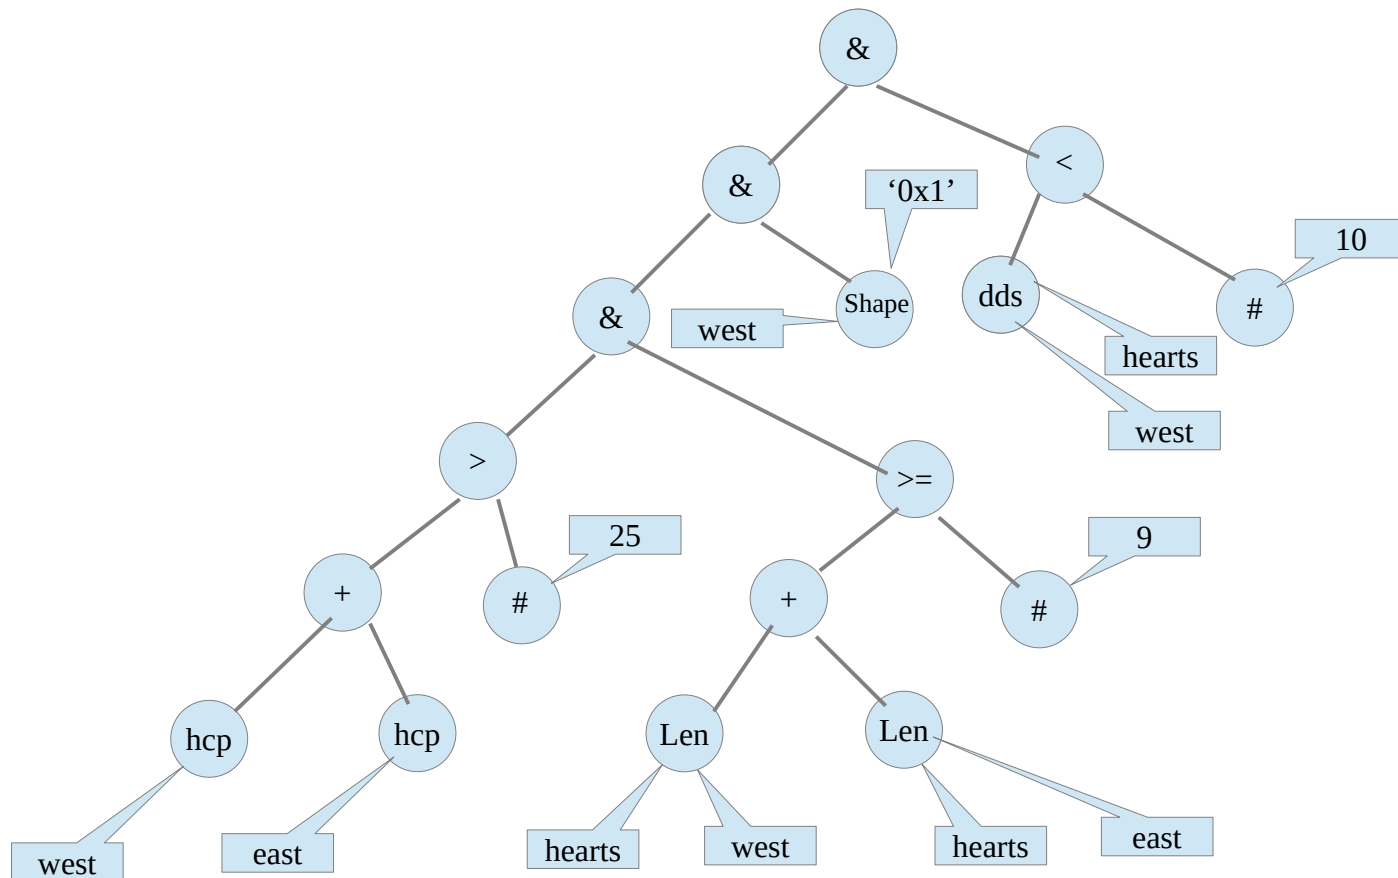 &
<
&
‘0x1’
10
dds
#
Shape
&
west
hearts
west
>
>=
25
9
+
#
+
#
hcp
hcp
Len
Len
west
east
hearts
west
hearts
east